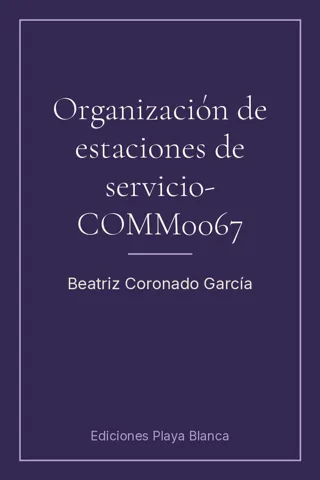 Organización de
estaciones de
servicio-
COMM0067
Beatriz Coronado García
Ediciones Playa Blanca